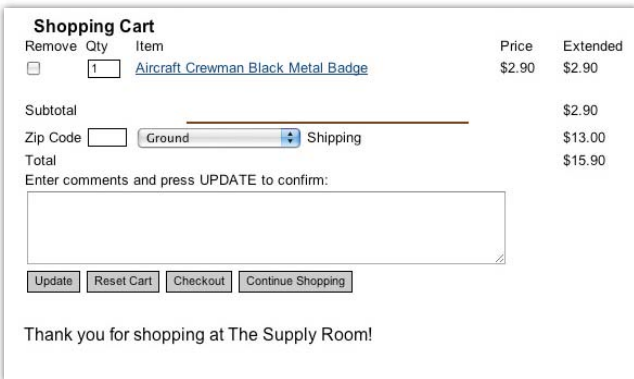 Shopping Cart
Remove Qty Item Price Extended
1 Aircraft Crewman Black Metal Badge $2.90 $2.90
Subtotal $2.90
Zip Code Ground Shipping $13.00
Total $15.90
Enter comments and press UPDATE to confirm:
Update Reset Cart Checkout Continue Shopping
Thank you for shopping at The Supply Room!